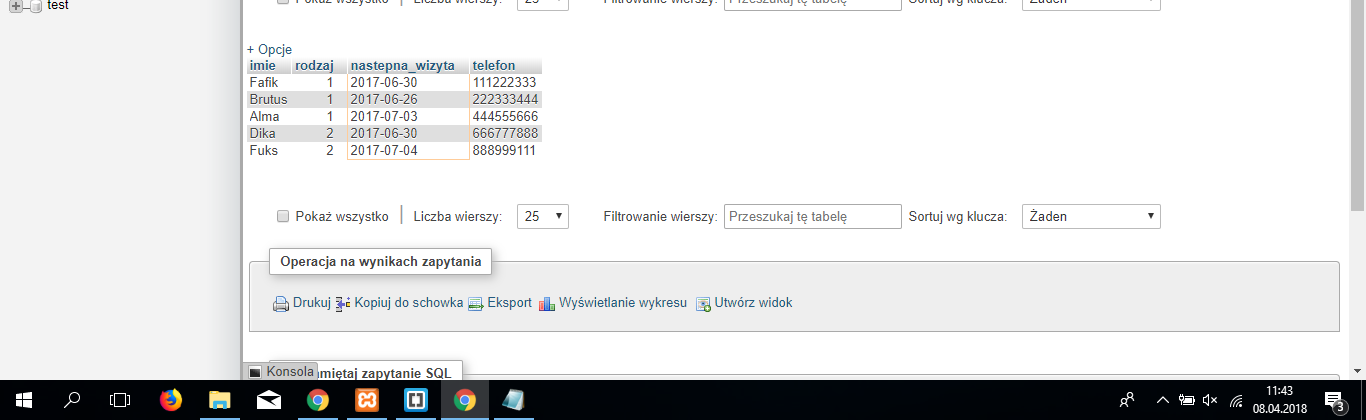 test
Pokaż wszystko Liczba wierszy: 25 Filtrowanie wierszy: Przeszukaj tę tabelę Sortuj wg klucza: Żaden
+ Opcje
imie rodzaj nastepna_wizyta telefon
Fafik 1 2017-06-30 111222333
Brutus 1 2017-06-26 222333444
Alma 1 2017-07-03 444555666
Dika 2 2017-06-30 666777888
Fuks 2 2017-07-04 888999111
Pokaż wszystko Liczba wierszy: 25 Filtrowanie wierszy: Przeszukaj tę tabelę Sortuj wg klucza: Żaden
Operacja na wynikach zapytania
Drukuj Kopiuj do schowka Eksport Wyświetlanie wykresu Utwórz widok
Konsola miętaj zapytanie SQL
11:43
08.04.2018
3